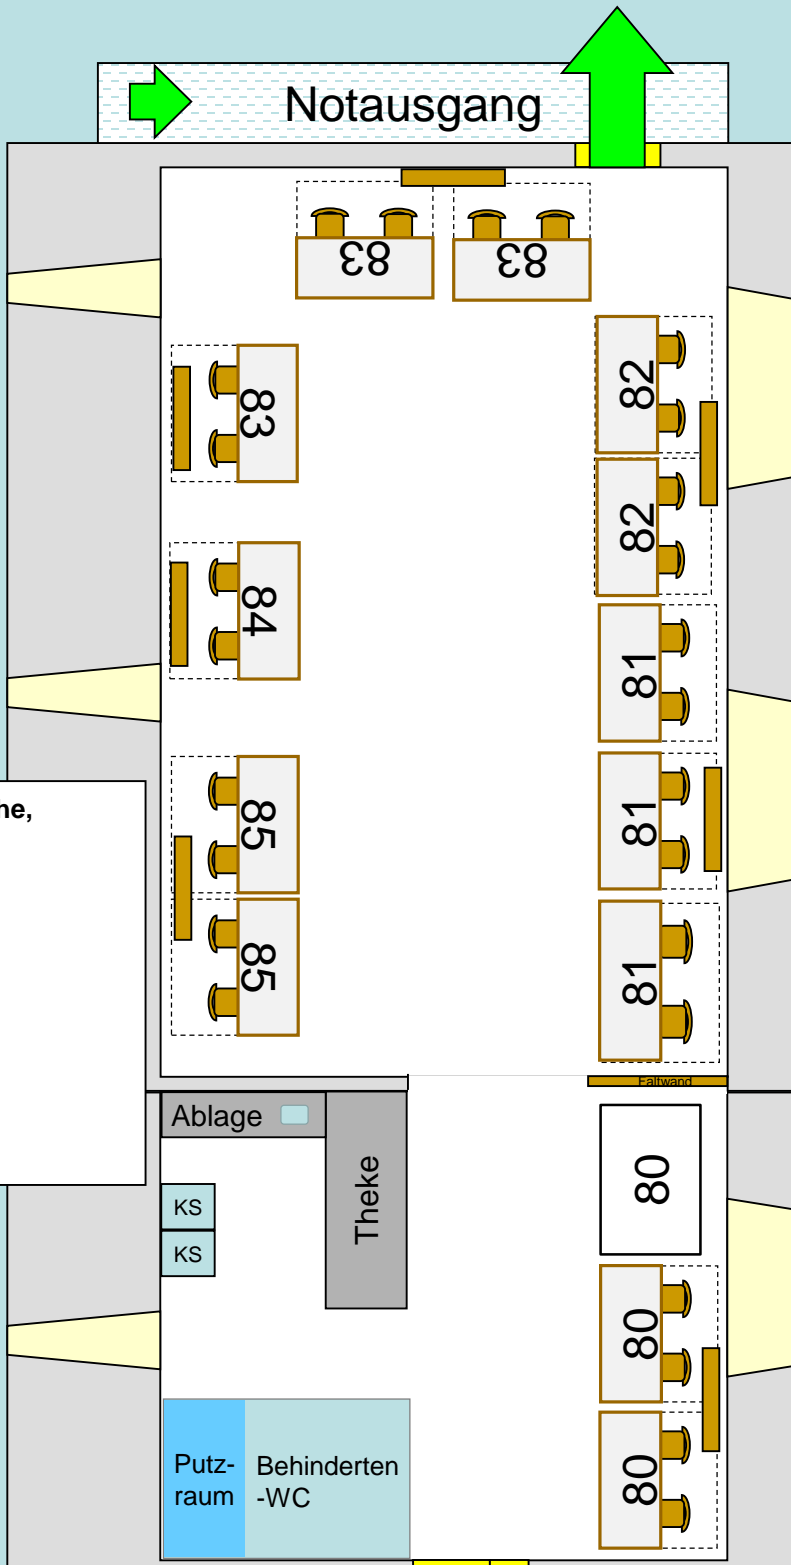 Notausgang
83
83
83
82
82
84
81
he,
85
81
85
81
Faltwand
Ablage
Theke
80
KS
KS
80
Putz-
raum
Behinderten
-WC
80